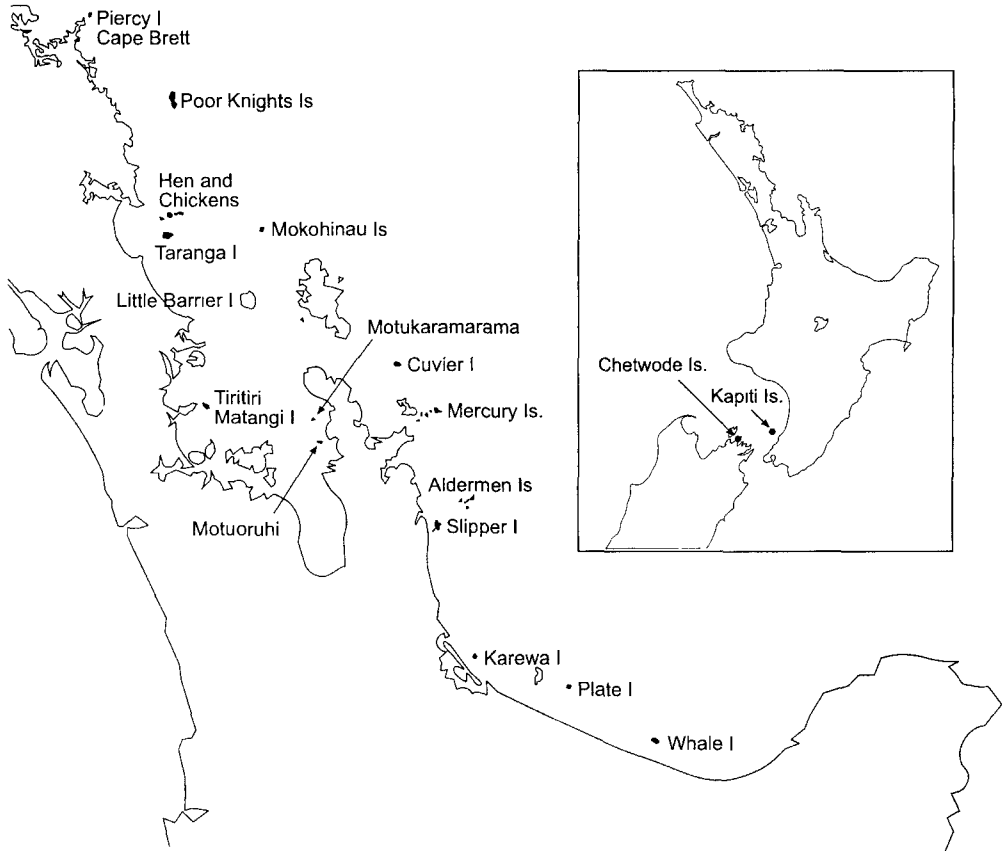 Piercy I
Cape Brett
Poor Knights Is
Hen and
Chickens
Taranga I
Mokohinau Is
Little Barrier I
Motukaramarama
Cuvier I
Tiritiri
Matangi I
Mercury Is.
Aldermen Is
Slipper I
Motuoruhi
Karewa I
Plate I
Whale I
Chetwode Is.
Kapiti Is.